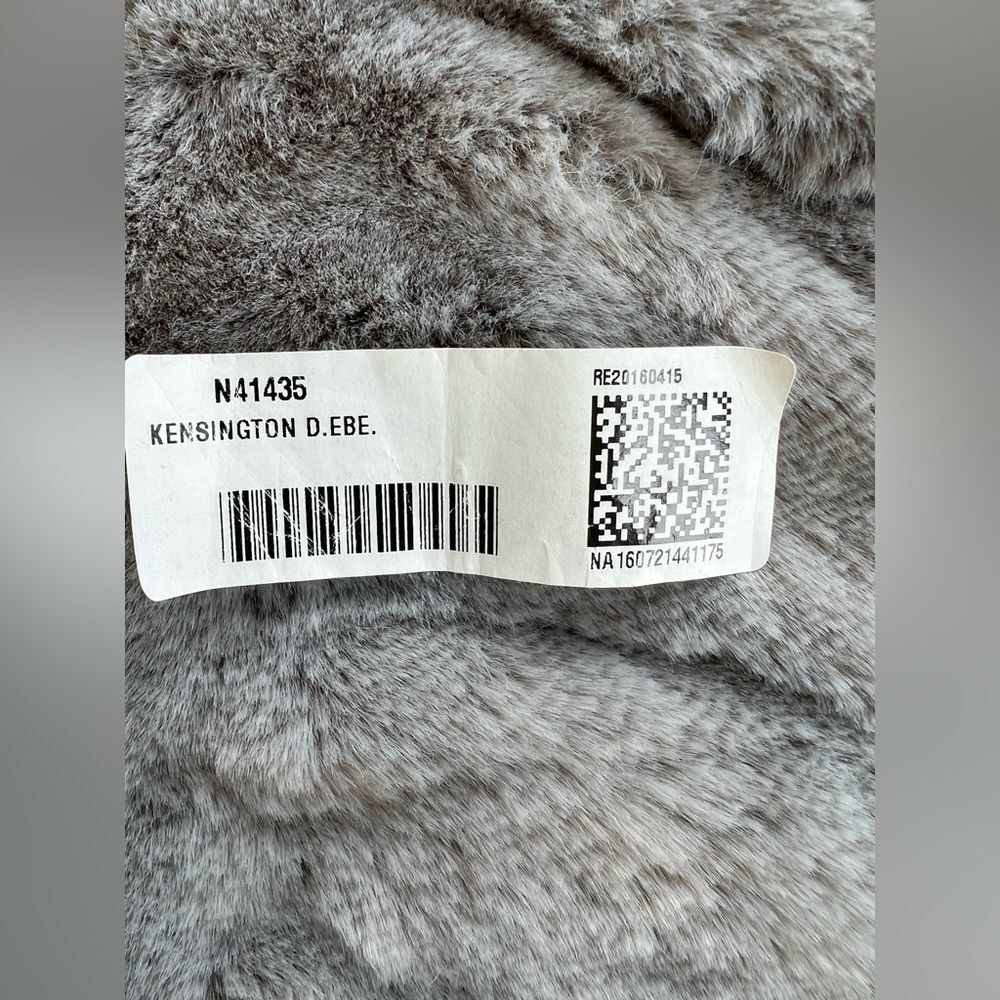 N41435
KENSINGTON D.EBE.
RE20160415
NA160721441175